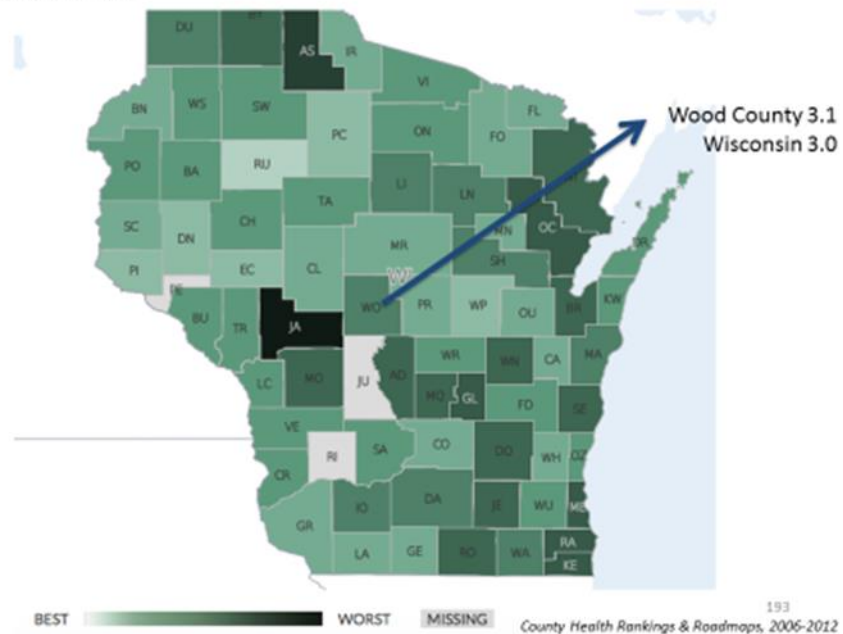 DU
AS
IR
VI
BN
WS
SW
PC
ON
FO
FL
PO
BA
RU
LI
LN
TA
SC
DN
CH
MR
MN
OC
PI
EC
CL
WI
SH
PE
BU
TR
JA
WO
PR
WP
OU
BR
KW
Wood County 3.1
Wisconsin 3.0
LC
MO
JU
AD
WR
WN
CA
MA
MQ
GL
FD
SE
VE
RI
SA
CO
DO
WH
OZ
CR
GR
IO
DA
JE
WU
LA
GE
RO
WA
RA
KE
BEST
WORST
MISSING
193
County Health Rankings & Roadmaps, 2006-2012